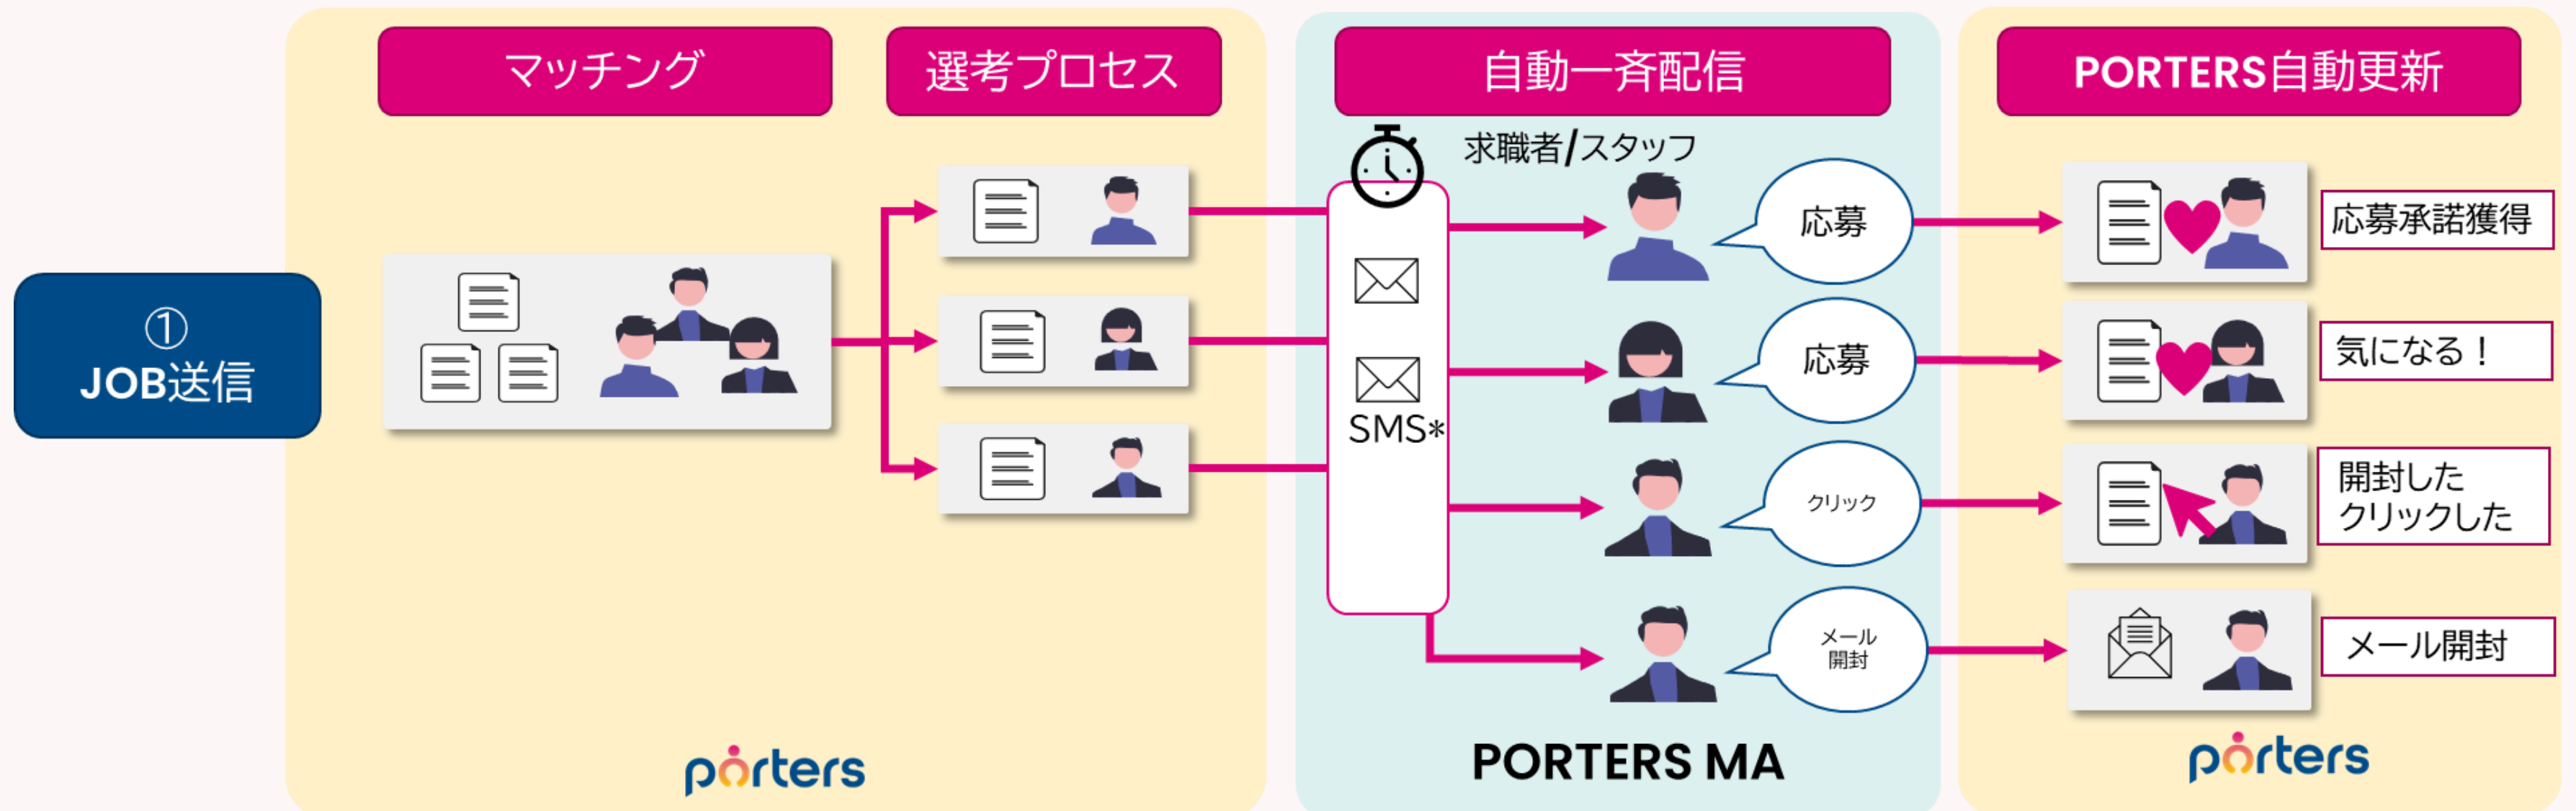 ①
JOB送信
マッチング
選考プロセス
porters
自動一斉配信
求職者/スタッフ
SMS*
応募
応募
クリック
メール
開封
PORTERS MA
PORTERS自動更新
応募承諾獲得
気になる！
開封した
クリックした
メール開封
porters